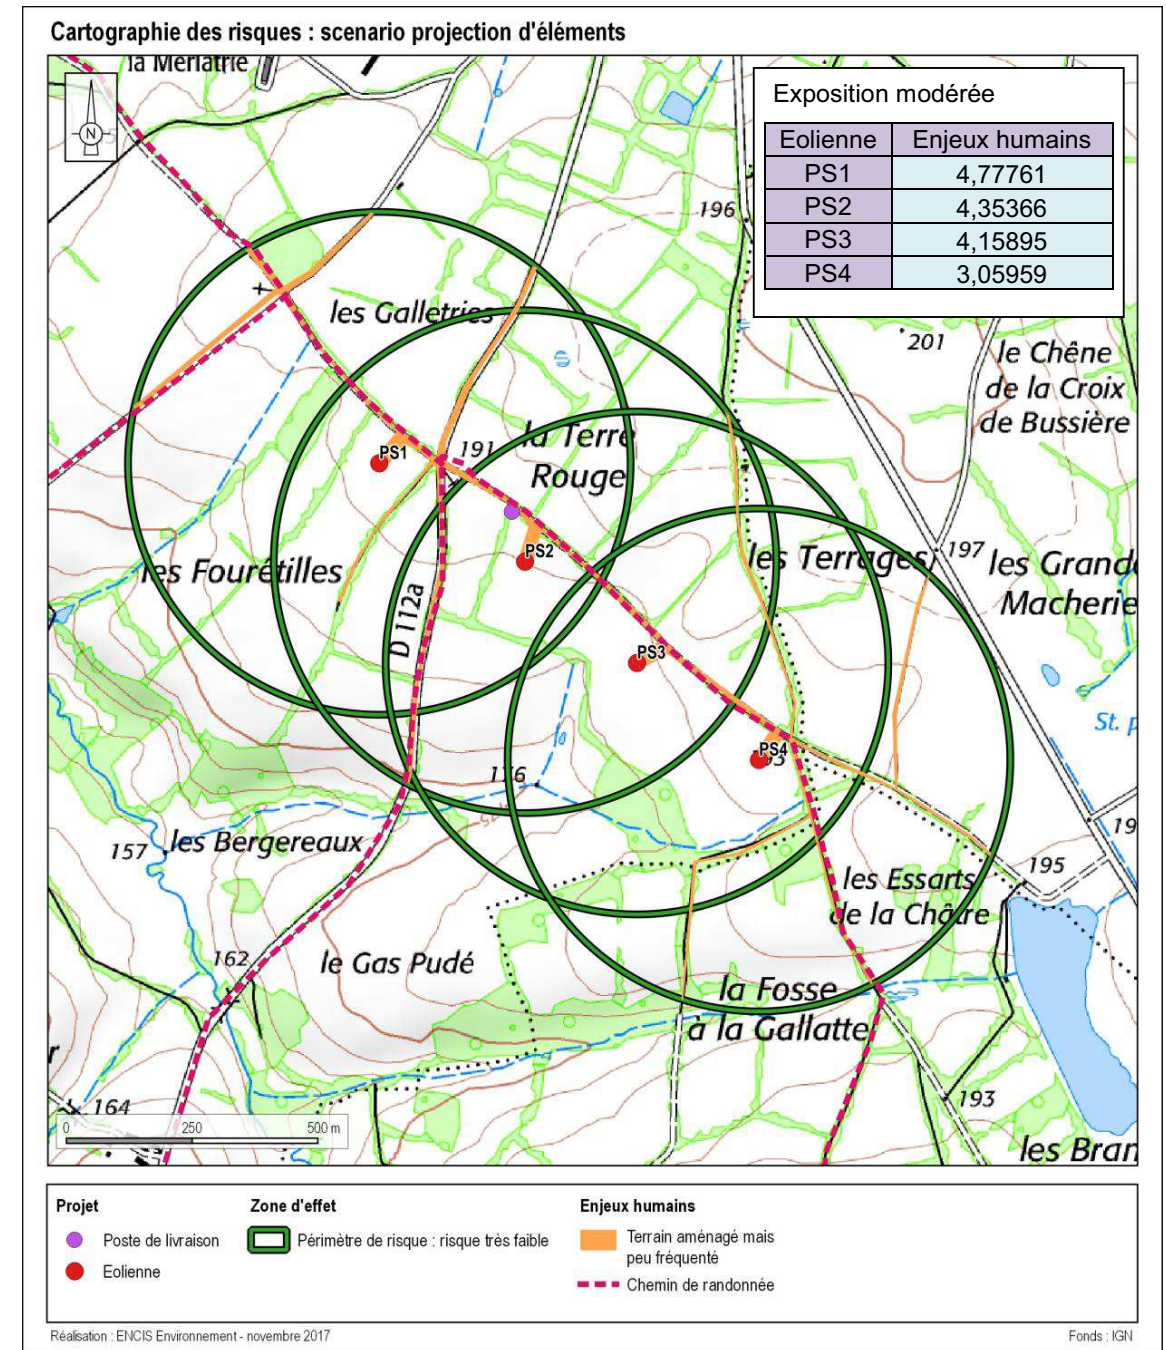 Cartographie des risques : scenario projection d'éléments
la Merlatrie
N
Exposition modérée
Eolienne Enjeux humains
PS1 4,77761
PS2 4,35366
PS3 4,15895
PS4 3,05959
196
les Galletries
201
le Chêne
de la Croix
de Bussière
PS1
191
la Terre
Rouge
PS2
les Fourétilles
les Terrages
197
les Grand
Macherie
D 112a
PS3
St. p
PS4
176
175
les Bergereaux
157
19
195
les Essarts
de la Châtre
162
le Gas Pudé
la Fosse
à la Gallatte
r
164
193
les Bran
0 250 500 m
Projet
Poste de livraison
Eolienne
Zone d'effet
Périmètre de risque : risque très faible
Enjeux humains
Terrain aménagé mais
peu fréquenté
Chemin de randonnée
Réalisation : ENCIS Environnement - novembre 2017
Fonds : IGN